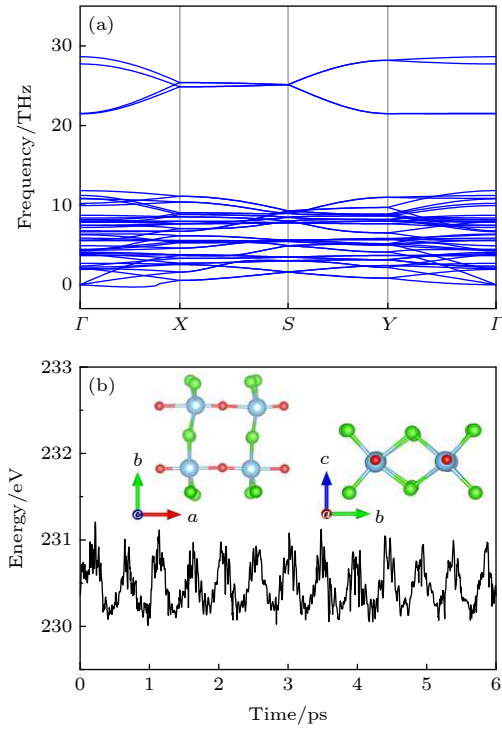 (a)
Frequency/THz
30
20
10
0
Γ X S Y Γ
(b)
Energy/eV
233
232
231
230
b
c
a
c
a
b
0 1 2 3 4 5 6
Time/ps